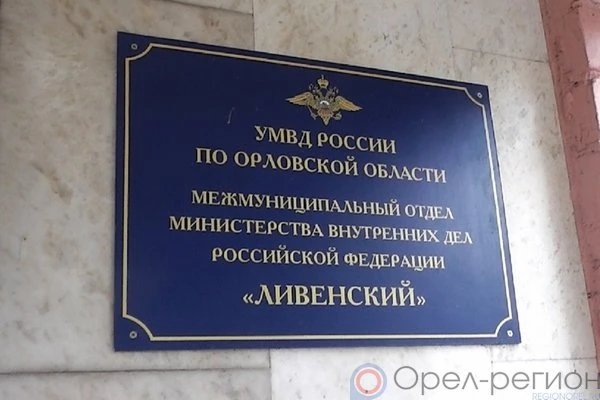 УМВД РОССИИ
ПО ОРЛОВСКОЙ ОБЛАСТИ
МЕЖМУНИЦИПАЛЬНЫЙ ОТДЕЛ
МИНИСТЕРСТВА ВНУТРЕННИХ ДЕЛ
РОССИЙСКОЙ ФЕДЕРАЦИИ
«ЛИВЕНСКИЙ»
Орел-регион